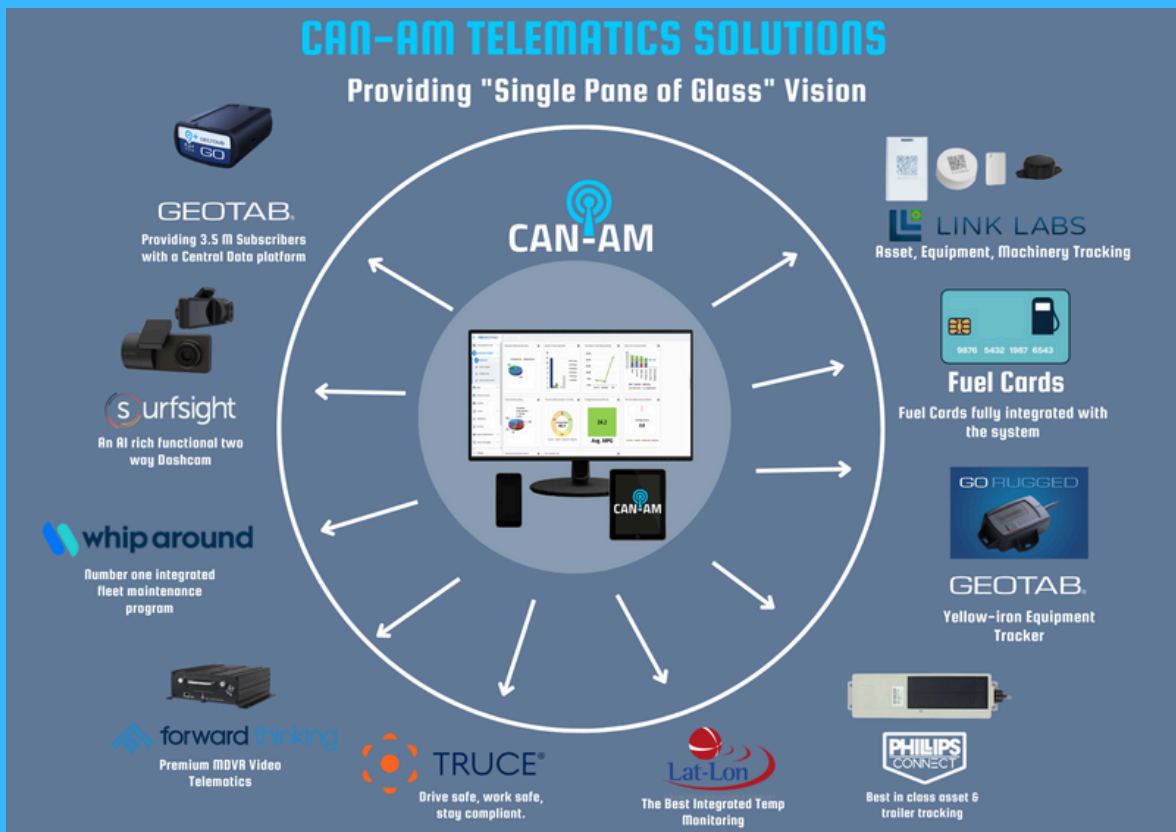 CAN-AM TELEMATICS SOLUTIONS
Providing "Single Pane of Glass" Vision
GEOTAB
GO
GEOTAB®
Providing 3.5 M Subscribers
with a Central Data platform
surfsight
An AI rich functional two
way Dashcam
whip around
Number one integrated
fleet maintenance
program
forward thinking
Premium MDVR Video
Telematics
TRUCE®
Drive safe, work safe,
stay compliant.
Lat-Lon
The Best Integrated Temp
Monitoring
PHILLIPS
CONNECT
Best in class asset &
trailer tracking
GO RUGGED
GEOTAB®
Yellow-iron Equipment
Tracker
9876 5432 1987 6543
Fuel Cards
Fuel Cards fully integrated with
the system
LINK LABS
Asset, Equipment, Machinery Tracking
CAN-AM
24.2
Avg. MPG
CAN-AM